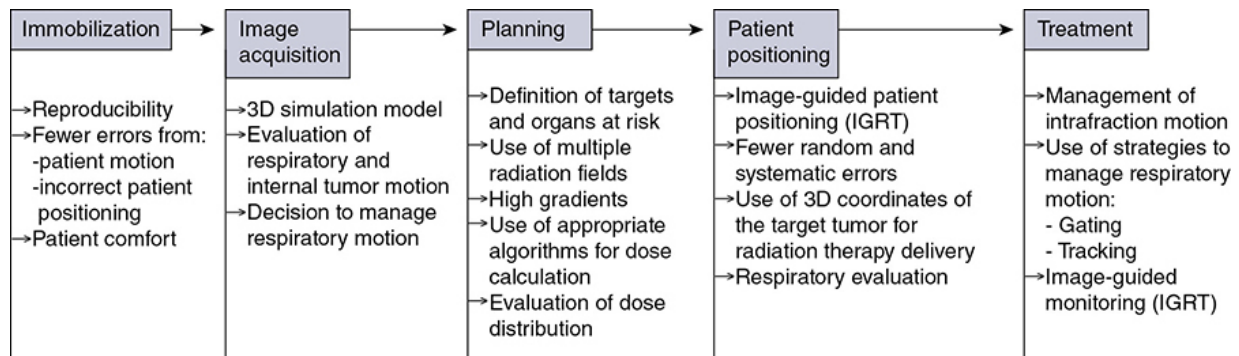 Immobilization
Reproducibility
Fewer errors from:
-patient motion
-incorrect patient
positioning
Patient comfort
Image
acquisition
3D simulation model
Evaluation of
respiratory and
internal tumor motion
Decision to manage
respiratory motion
Planning
Definition of targets
and organs at risk
Use of multiple
radiation fields
High gradients
Use of appropriate
algorithms for dose
calculation
Evaluation of dose
distribution
Patient
positioning
Image-guided patient
positioning (IGRT)
Fewer random and
systematic errors
Use of 3D coordinates of
the target tumor for
radiation therapy delivery
Respiratory evaluation
Treatment
Management of
intrafraction motion
Use of strategies to
manage respiratory
motion:
- Gating
- Tracking
Image-guided
monitoring (IGRT)